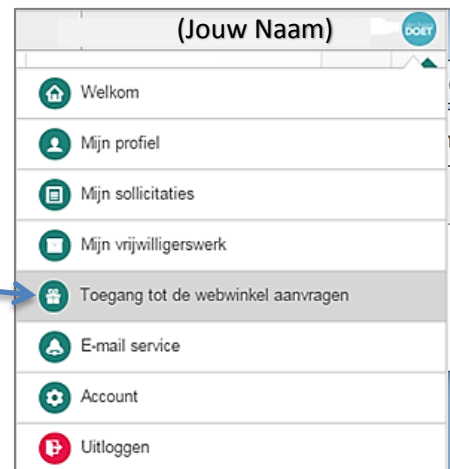 (Jouw Naam)
DOET
Welkom
Mijn profiel
Mijn sollicitaties
Mijn vrijwilligerswerk
Toegang tot de webwinkel aanvragen
E-mail service
Account
Uitloggen